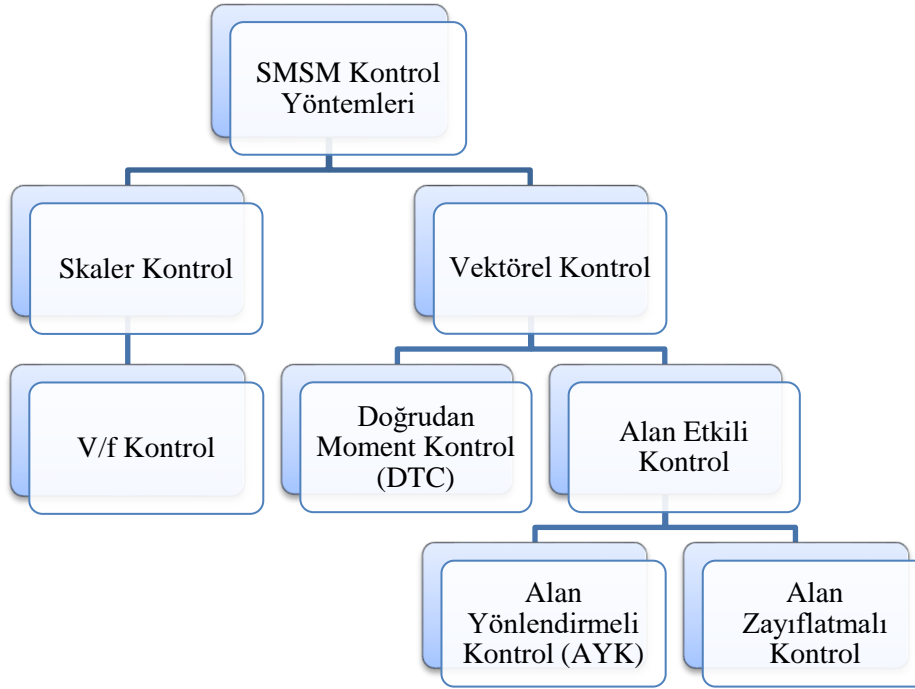 SMSM Kontrol
Yöntemleri
Skaler Kontrol
Vektörel Kontrol
V/f Kontrol
Doğrudan
Moment Kontrol
(DTC)
Alan Etkili
Kontrol
Alan
Yönlendirmeli
Kontrol (AYK)
Alan
Zayıflatmalı
Kontrol